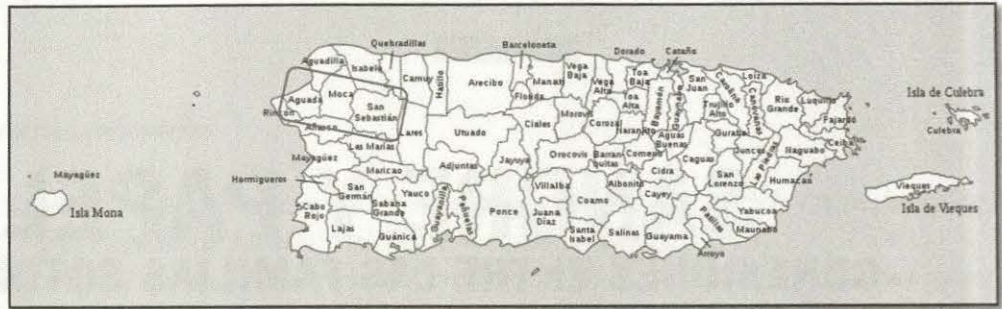 Quebradillas
Barceloneta
Dorado
Cataño
Aguadilla
Isabela
Camuy
Hatillo
Arecibo
Manatí
Vega Baja
Vega Alta
Toa Baja
San Juan
Carolina
Loiza
Isla de Culebra
Moca
Aguada
San Sebastián
Rincón
Añasco
Florida
Morovis
Corozal
Toa Alta
Naranjito
Bayamón
Guaynabo
Trujillo Alto
Canóvanas
Río Grande
Luquillo
Fajardo
Ceiba
Culebra
Lares
Utuado
Ciales
Aguas Buenas
Gurabo
Juncos
Las Piedras
Naguabo
Las Marías
Mayagüez
Maricao
Adjuntas
Jayuya
Orocovis
Barranquitas
Comerío
Cidra
Caguas
San Lorenzo
Humacao
Mayagüez
Isla Mona
Hormigueros
San Germán
Sabana Grande
Yauco
Guayanilla
Peñuelas
Ponce
Villalba
Juana Díaz
Coamo
Aibonito
Cayey
Patillas
Yabucoa
Maunabo
Vieques
Isla de Vieques
Cabo Rojo
Lajas
Guánica
Santa Isabel
Salinas
Guayama
Arroyo